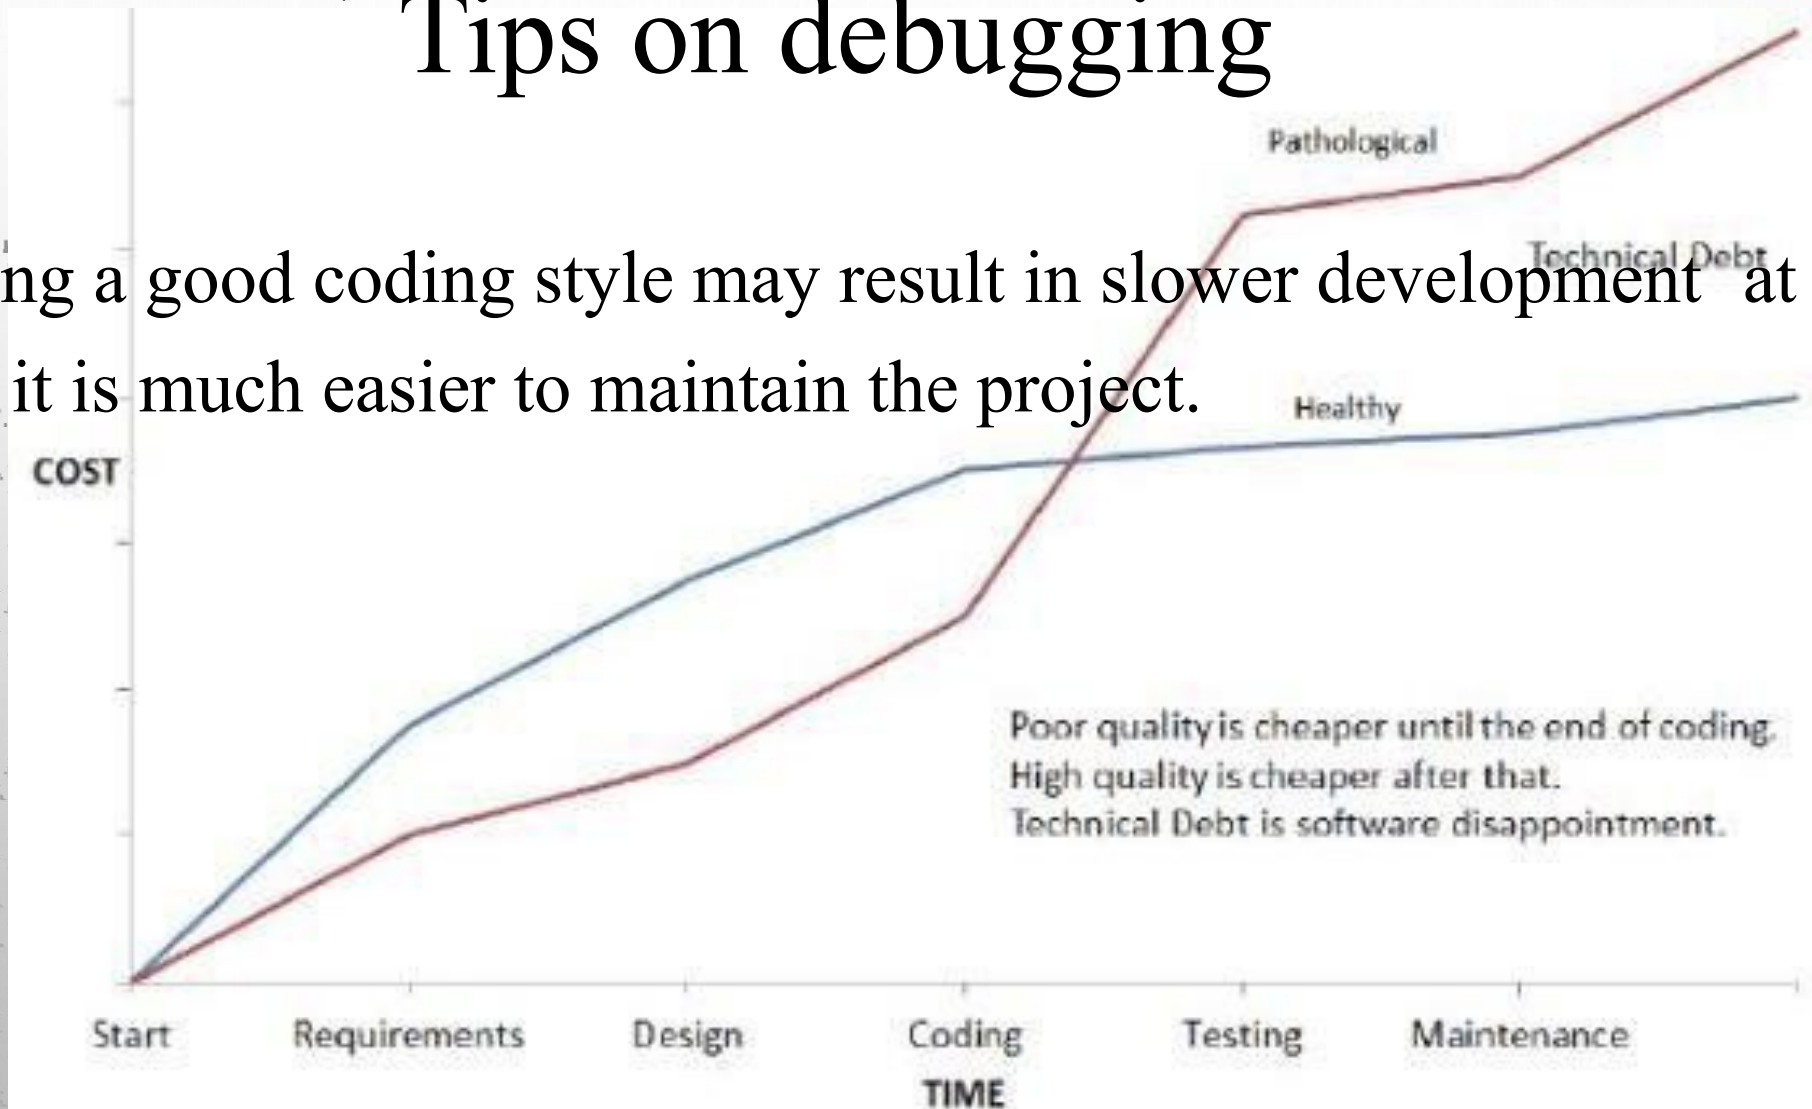 Tips on debugging
Pathological
Technical Debt
ng a good coding style may result in slower development at
it is much easier to maintain the project.
Healthy
COST
Poor quality is cheaper until the end of coding.
High quality is cheaper after that.
Technical Debt is software disappointment.
Start Requirements Design Coding Testing Maintenance
TIME